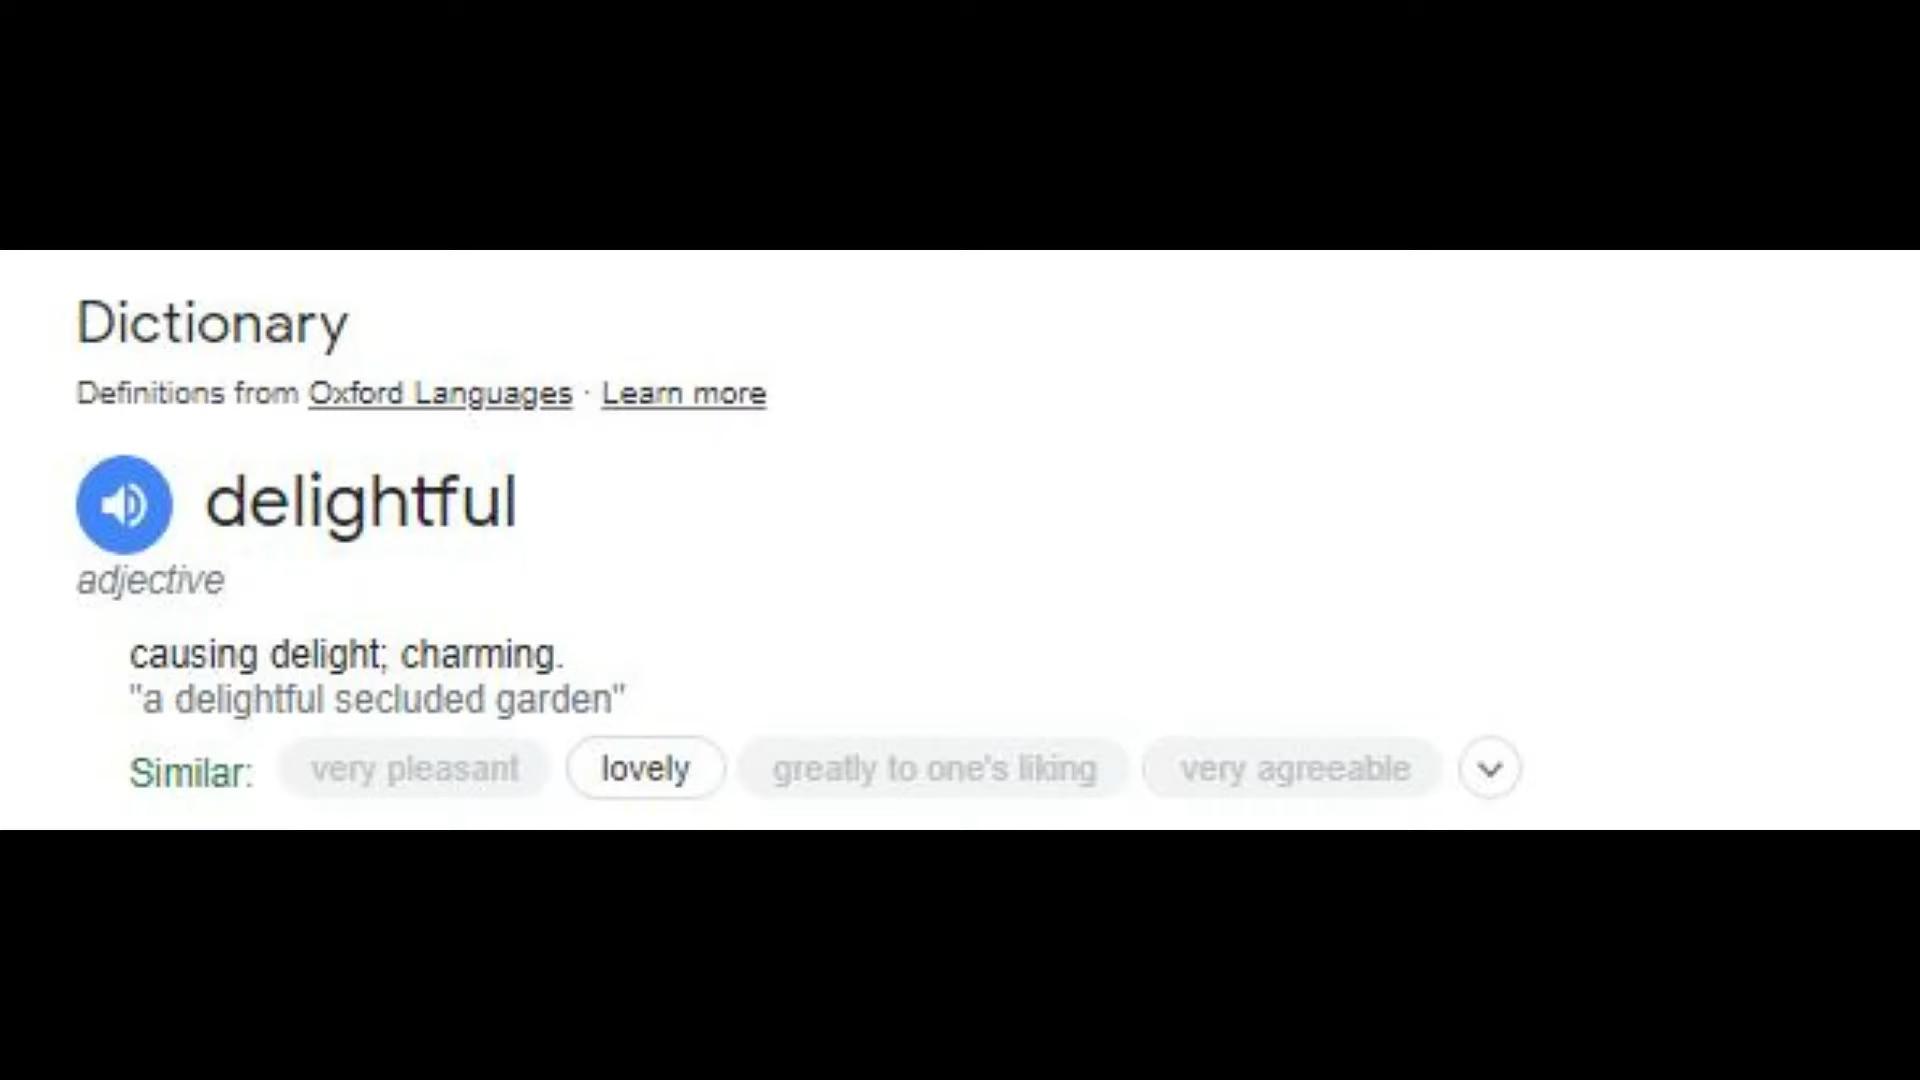 Dictionary
Definitions from Oxford Languages · Learn more
delightful
adjective
causing delight; charming.
"a delightful secluded garden"
Similar: very pleasant lovely greatly to one's liking very agreeable